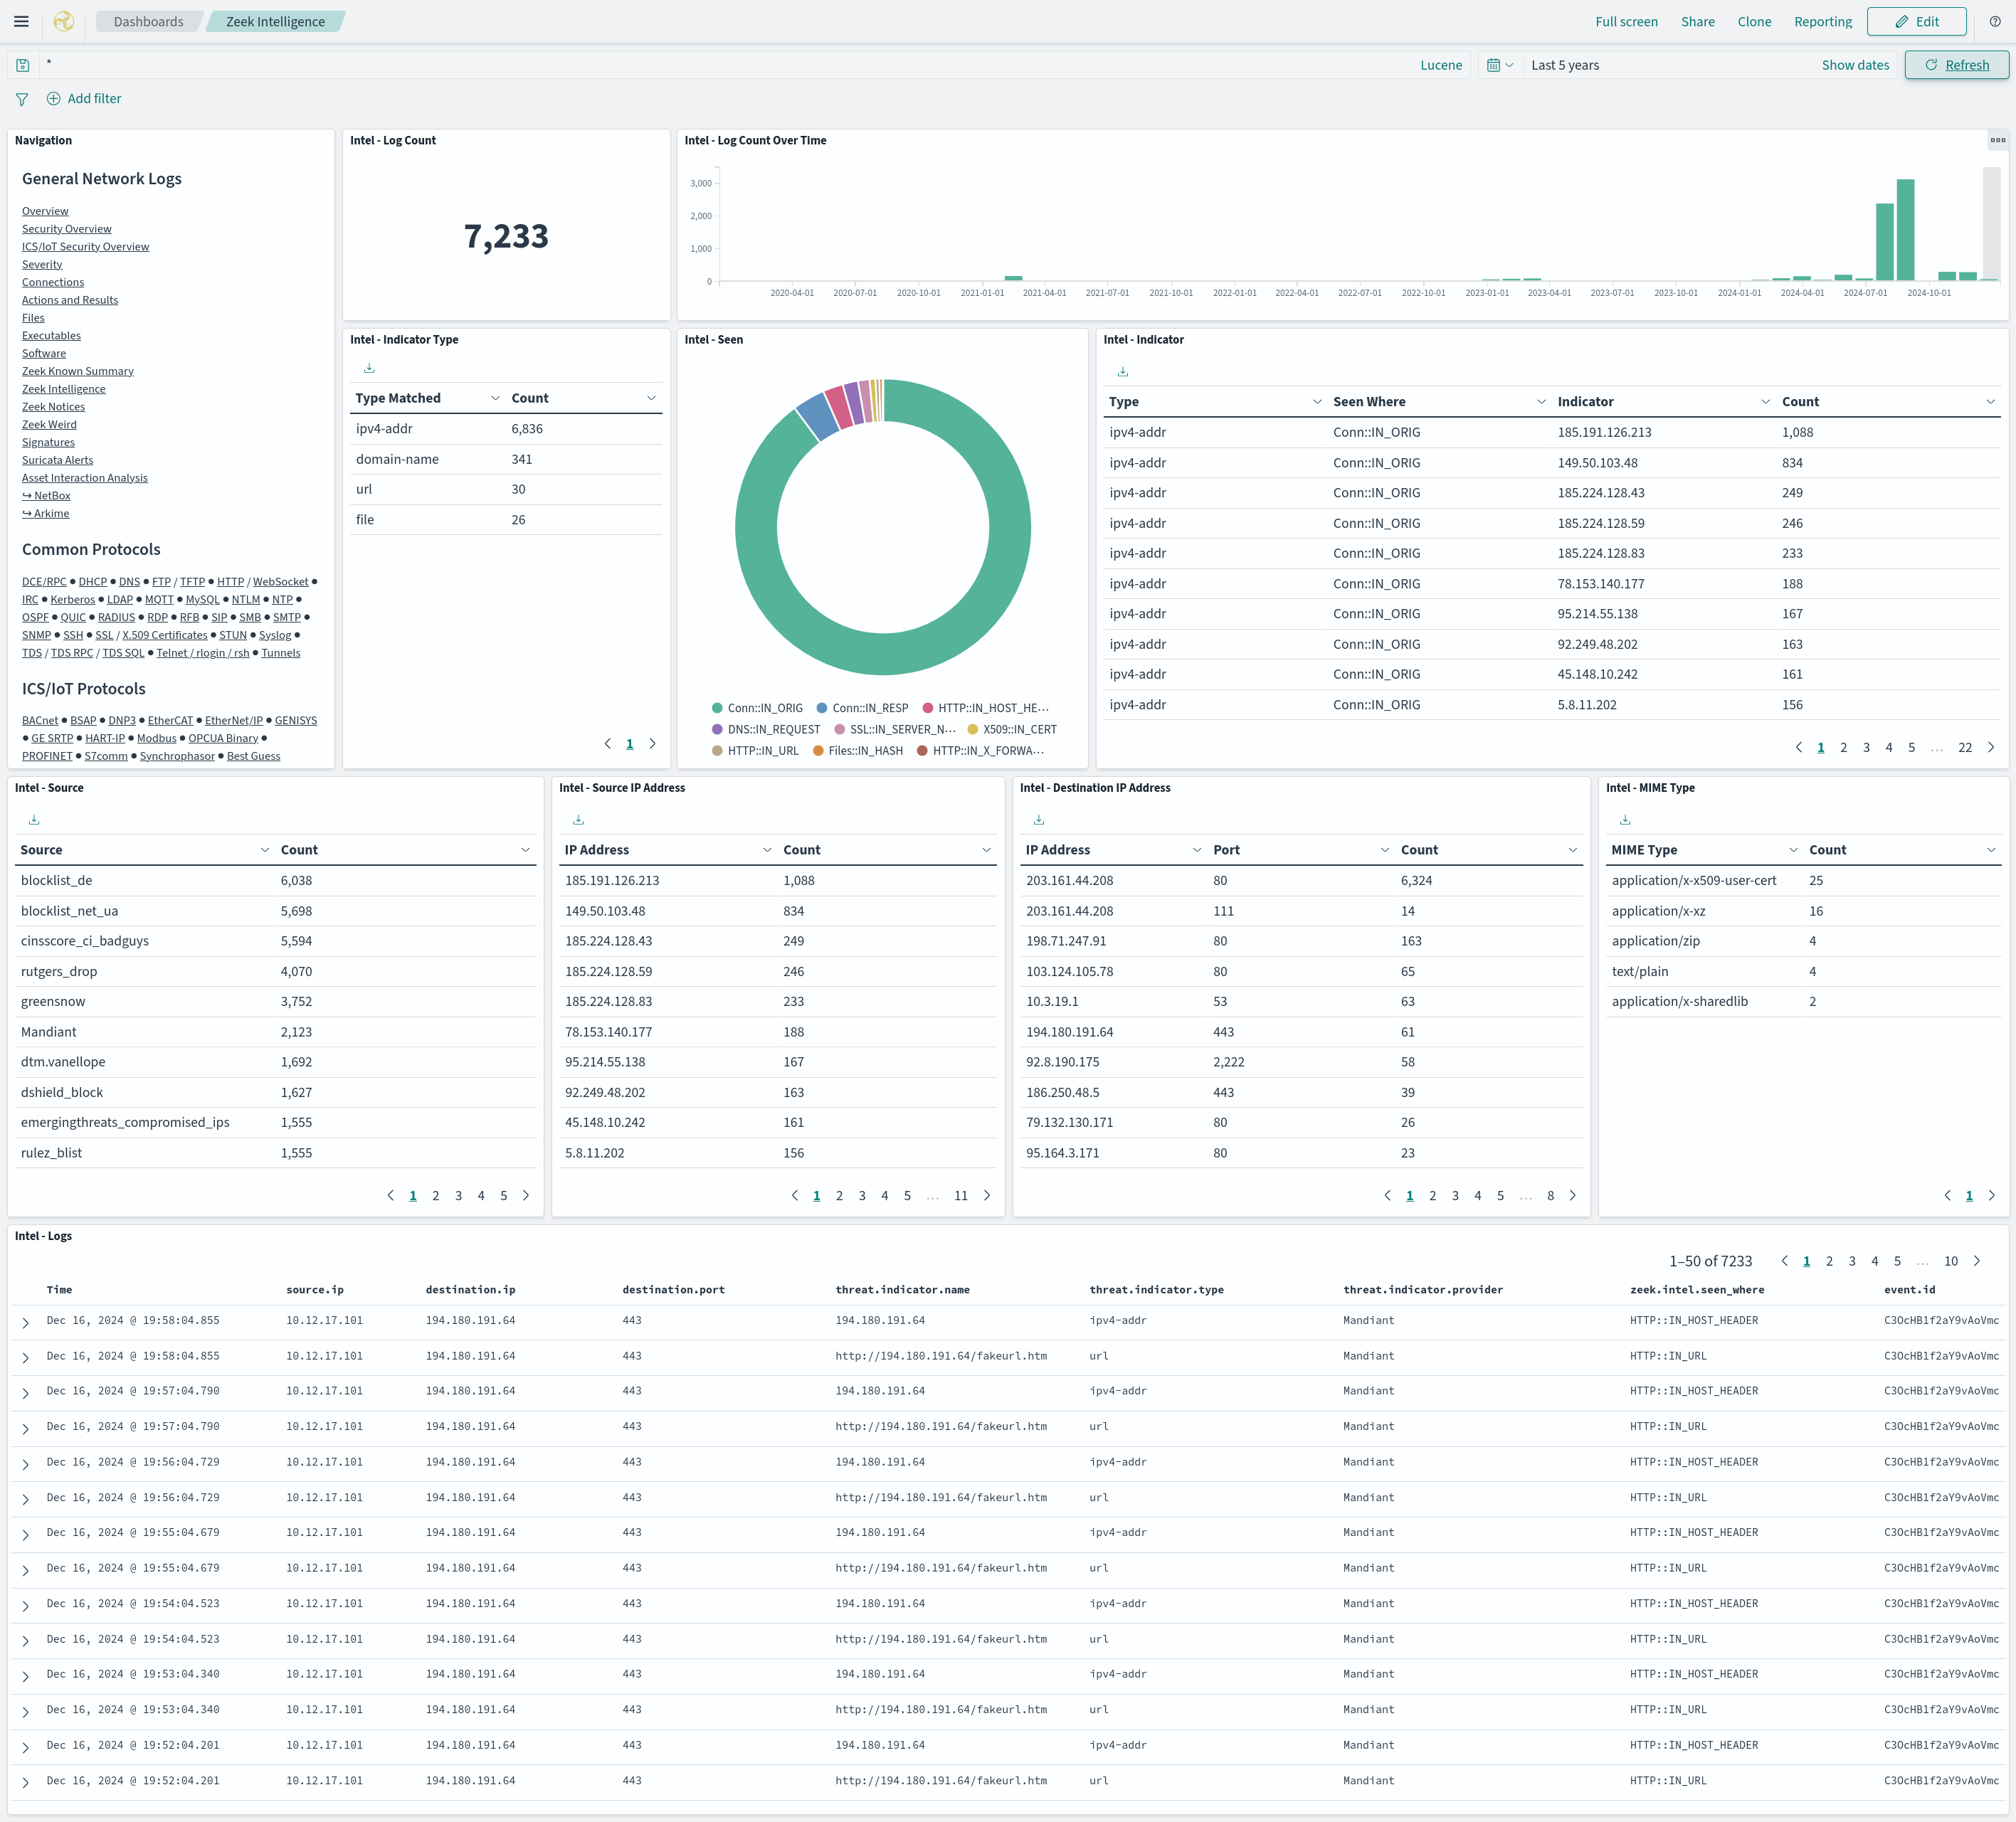 Dashboards Zeek Intelligence Full screen Share Clone Reporting Edit
* Lucene Last 5 years Show dates Refresh
Add filter
Navigation
General Network Logs
Overview
Security Overview
ICS/IoT Security Overview
Severity
Connections
Actions and Results
Files
Executables
Software
Zeek Known Summary
Zeek Intelligence
Zeek Notices
Zeek Weird
Signatures
Suricata Alerts
Asset Interaction Analysis
↪ NetBox
↪ Arkime
Common Protocols
DCE/RPC ● DHCP ● DNS ● FTP / TFTP ● HTTP / WebSocket ●
IRC ● Kerberos ● LDAP ● MQTT ● MySQL ● NTLM ● NTP ●
OSPF ● QUIC ● RADIUS ● RDP ● RFB ● SIP ● SMB ● SMTP ●
SNMP ● SSH ● SSL / X.509 Certificates ● STUN ● Syslog ●
TDS / TDS RPC / TDS SQL ● Telnet / rlogin / rsh ● Tunnels
ICS/IoT Protocols
BACnet ● BSAP ● DNP3 ● EtherCAT ● EtherNet/IP ● GENISYS
● GE SRTP ● HART-IP ● Modbus ● OPCUA Binary ●
PROFINET ● S7comm ● Synchrophasor ● Best Guess
Intel - Log Count
7,233
Intel - Log Count Over Time
3,000
2,000
1,000
0
2020-04-01 2020-07-01 2020-10-01 2021-01-01 2021-04-01 2021-07-01 2021-10-01 2022-01-01 2022-04-01 2022-07-01 2022-10-01 2023-01-01 2023-04-01 2023-07-01 2023-10-01 2024-01-01 2024-04-01 2024-07-01 2024-10-01
Intel - Indicator Type
Type Matched Count
ipv4-addr 6,836
domain-name 341
url 30
file 26
1
Intel - Seen
Conn::IN_ORIG Conn::IN_RESP HTTP::IN_HOST_HE…
DNS::IN_REQUEST SSL::IN_SERVER_N… X509::IN_CERT
HTTP::IN_URL Files::IN_HASH HTTP::IN_X_FORWA…
Intel - Indicator
Type Seen Where Indicator Count
ipv4-addr Conn::IN_ORIG 185.191.126.213 1,088
ipv4-addr Conn::IN_ORIG 149.50.103.48 834
ipv4-addr Conn::IN_ORIG 185.224.128.43 249
ipv4-addr Conn::IN_ORIG 185.224.128.59 246
ipv4-addr Conn::IN_ORIG 185.224.128.83 233
ipv4-addr Conn::IN_ORIG 78.153.140.177 188
ipv4-addr Conn::IN_ORIG 95.214.55.138 167
ipv4-addr Conn::IN_ORIG 92.249.48.202 163
ipv4-addr Conn::IN_ORIG 45.148.10.242 161
ipv4-addr Conn::IN_ORIG 5.8.11.202 156
1 2 3 4 5 … 22
Intel - Source
Source Count
blocklist_de 6,038
blocklist_net_ua 5,698
cinsscore_ci_badguys 5,594
rutgers_drop 4,070
greensnow 3,752
Mandiant 2,123
dtm.vanellope 1,692
dshield_block 1,627
emergingthreats_compromised_ips 1,555
rulez_blist 1,555
1 2 3 4 5
Intel - Source IP Address
IP Address Count
185.191.126.213 1,088
149.50.103.48 834
185.224.128.43 249
185.224.128.59 246
185.224.128.83 233
78.153.140.177 188
95.214.55.138 167
92.249.48.202 163
45.148.10.242 161
5.8.11.202 156
1 2 3 4 5 … 11
Intel - Destination IP Address
IP Address Port Count
203.161.44.208 80 6,324
203.161.44.208 111 14
198.71.247.91 80 163
103.124.105.78 80 65
10.3.19.1 53 63
194.180.191.64 443 61
92.8.190.175 2,222 58
186.250.48.5 443 39
79.132.130.171 80 26
95.164.3.171 80 23
1 2 3 4 5 … 8
Intel - MIME Type
MIME Type Count
application/x-x509-user-cert 25
application/x-xz 16
application/zip 4
text/plain 4
application/x-sharedlib 2
1
Intel - Logs
1–50 of 7233 1 2 3 4 5 … 10
Time source.ip destination.ip destination.port threat.indicator.name threat.indicator.type threat.indicator.provider zeek.intel.seen_where event.id
Dec 16, 2024 @ 19:58:04.855 10.12.17.101 194.180.191.64 443 194.180.191.64 ipv4-addr Mandiant HTTP::IN_HOST_HEADER C3OcHB1f2aY9vAoVmc
Dec 16, 2024 @ 19:58:04.855 10.12.17.101 194.180.191.64 443 http://194.180.191.64/fakeurl.htm url Mandiant HTTP::IN_URL C3OcHB1f2aY9vAoVmc
Dec 16, 2024 @ 19:57:04.790 10.12.17.101 194.180.191.64 443 194.180.191.64 ipv4-addr Mandiant HTTP::IN_HOST_HEADER C3OcHB1f2aY9vAoVmc
Dec 16, 2024 @ 19:57:04.790 10.12.17.101 194.180.191.64 443 http://194.180.191.64/fakeurl.htm url Mandiant HTTP::IN_URL C3OcHB1f2aY9vAoVmc
Dec 16, 2024 @ 19:56:04.729 10.12.17.101 194.180.191.64 443 194.180.191.64 ipv4-addr Mandiant HTTP::IN_HOST_HEADER C3OcHB1f2aY9vAoVmc
Dec 16, 2024 @ 19:56:04.729 10.12.17.101 194.180.191.64 443 http://194.180.191.64/fakeurl.htm url Mandiant HTTP::IN_URL C3OcHB1f2aY9vAoVmc
Dec 16, 2024 @ 19:55:04.679 10.12.17.101 194.180.191.64 443 194.180.191.64 ipv4-addr Mandiant HTTP::IN_HOST_HEADER C3OcHB1f2aY9vAoVmc
Dec 16, 2024 @ 19:55:04.679 10.12.17.101 194.180.191.64 443 http://194.180.191.64/fakeurl.htm url Mandiant HTTP::IN_URL C3OcHB1f2aY9vAoVmc
Dec 16, 2024 @ 19:54:04.523 10.12.17.101 194.180.191.64 443 194.180.191.64 ipv4-addr Mandiant HTTP::IN_HOST_HEADER C3OcHB1f2aY9vAoVmc
Dec 16, 2024 @ 19:54:04.523 10.12.17.101 194.180.191.64 443 http://194.180.191.64/fakeurl.htm url Mandiant HTTP::IN_URL C3OcHB1f2aY9vAoVmc
Dec 16, 2024 @ 19:53:04.340 10.12.17.101 194.180.191.64 443 194.180.191.64 ipv4-addr Mandiant HTTP::IN_HOST_HEADER C3OcHB1f2aY9vAoVmc
Dec 16, 2024 @ 19:53:04.340 10.12.17.101 194.180.191.64 443 http://194.180.191.64/fakeurl.htm url Mandiant HTTP::IN_URL C3OcHB1f2aY9vAoVmc
Dec 16, 2024 @ 19:52:04.201 10.12.17.101 194.180.191.64 443 194.180.191.64 ipv4-addr Mandiant HTTP::IN_HOST_HEADER C3OcHB1f2aY9vAoVmc
Dec 16, 2024 @ 19:52:04.201 10.12.17.101 194.180.191.64 443 http://194.180.191.64/fakeurl.htm url Mandiant HTTP::IN_URL C3OcHB1f2aY9vAoVmc